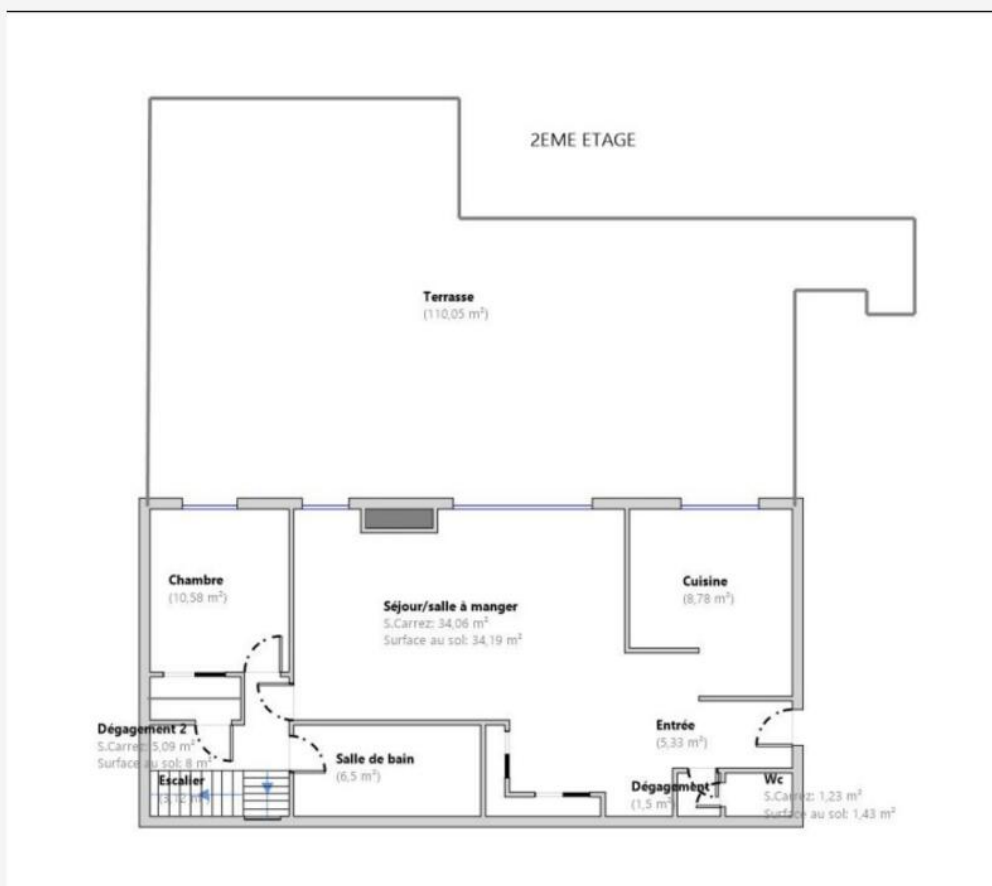 2EME ETAGE
Terrasse
(110,05 m²)
Chambre
(10,58 m²)
Cuisine
(8,78 m²)
Séjour/salle à manger
S.Carrez: 34,06 m²
Surface au sol: 34,19 m²
Dégagement 2
S.Carrez: 5,09 m²
Surface au sol: 8 m²
Entrée
(5,33 m²)
Salle de bain
(6,5 m²)
Escalier
Dégagement
(1,5 m²)
Wc
S.Carrez: 1,23 m²
Surface au sol: 1,43 m²